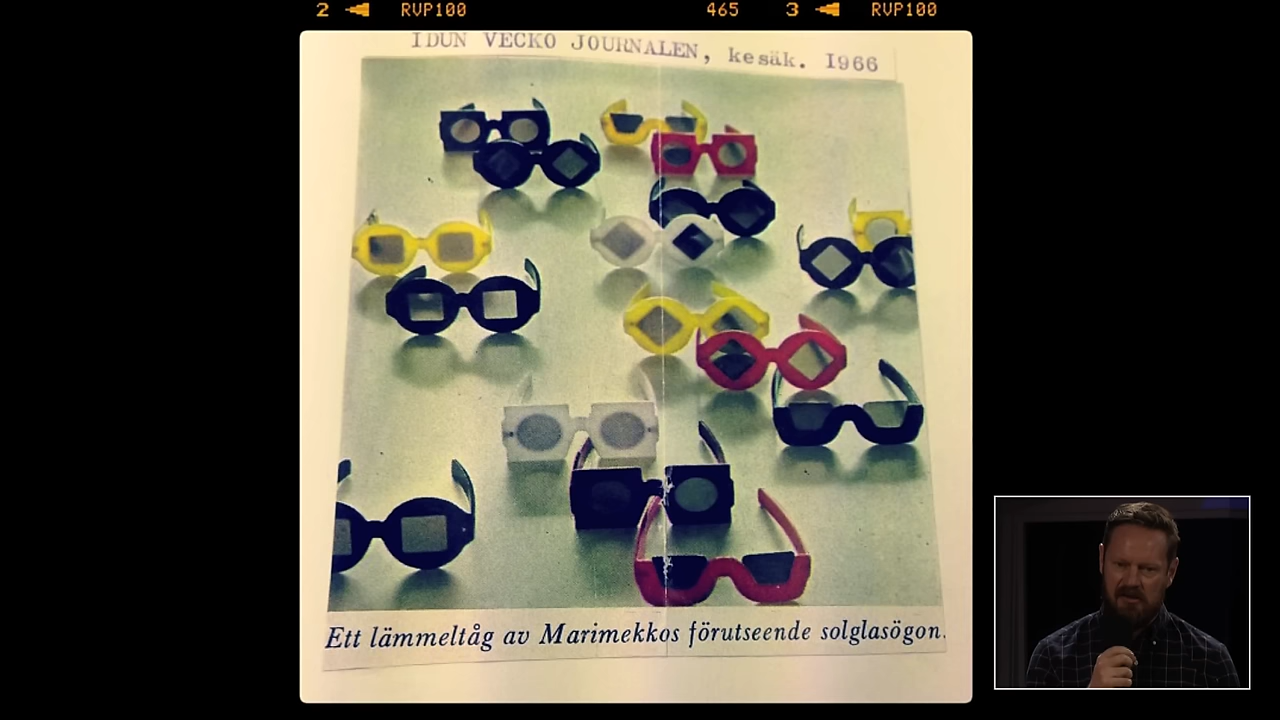 2 RVP100 465 3 RVP100
IDUN VECKO JOURNALEN, kesäk. 1966
Ett lämmeltåg av Marimekkos förutseende solglasögon.